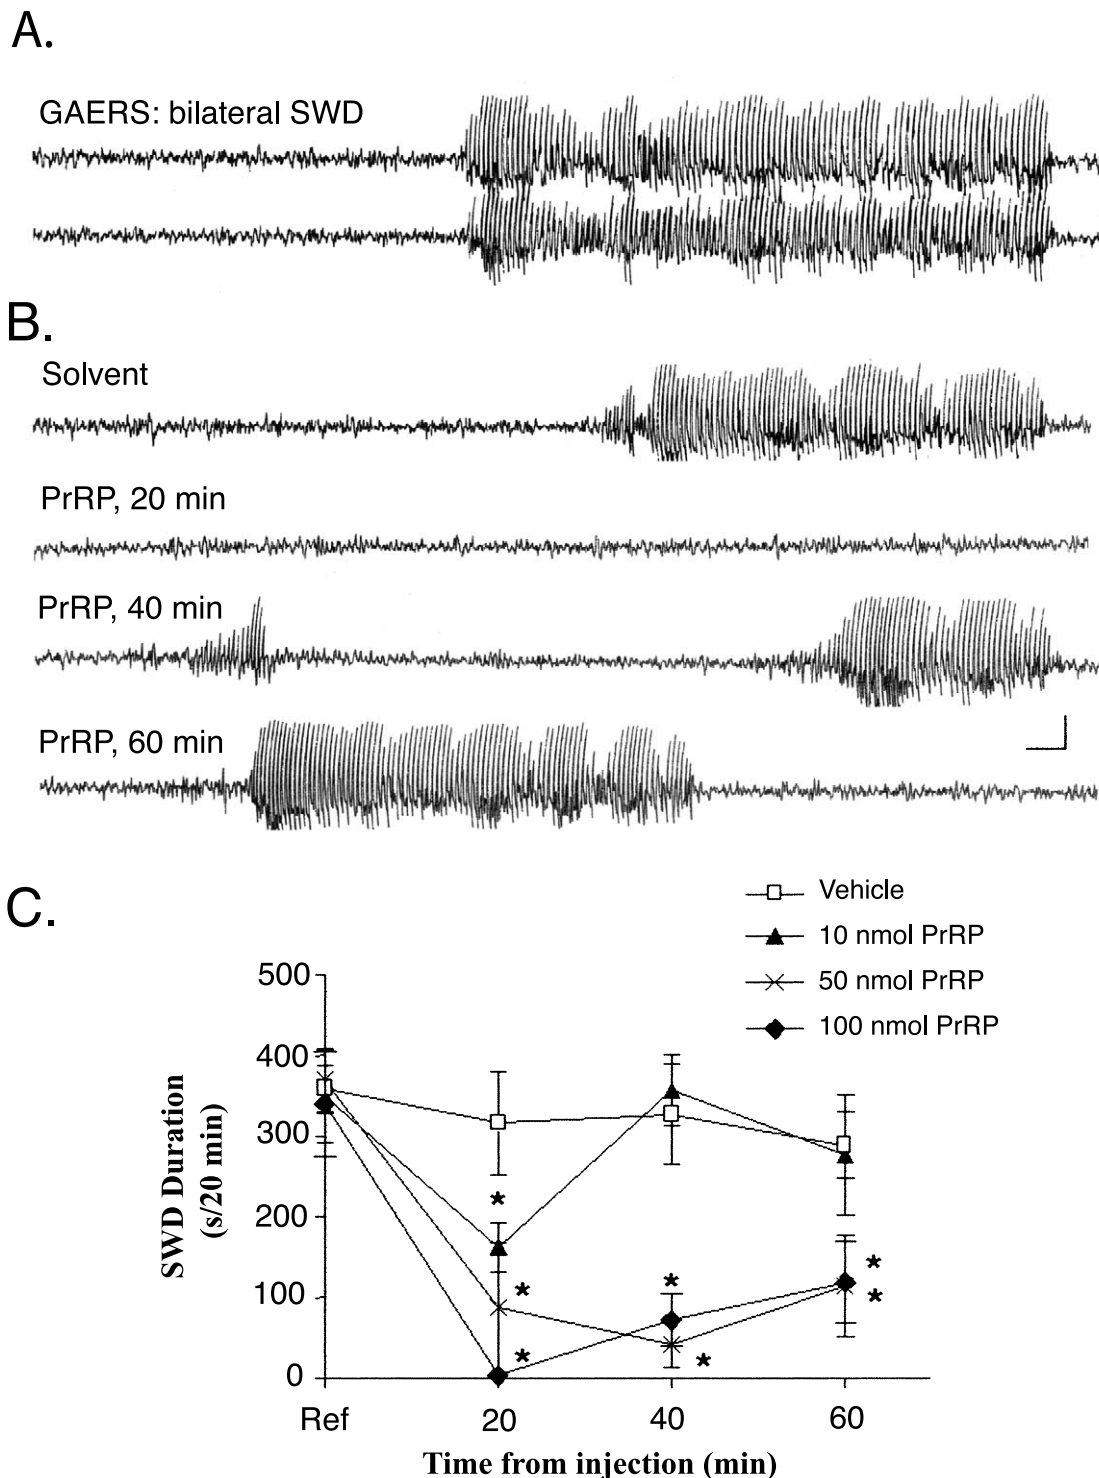 A.
GAERS: bilateral SWD
B.
Solvent
PrRP, 20 min
PrRP, 40 min
PrRP, 60 min
C.
Vehicle
10 nmol PrRP
50 nmol PrRP
100 nmol PrRP
500
400
300
200
100
0
SWD Duration
(s/20 min)
* * * * * * *
Ref 20 40 60
Time from injection (min)